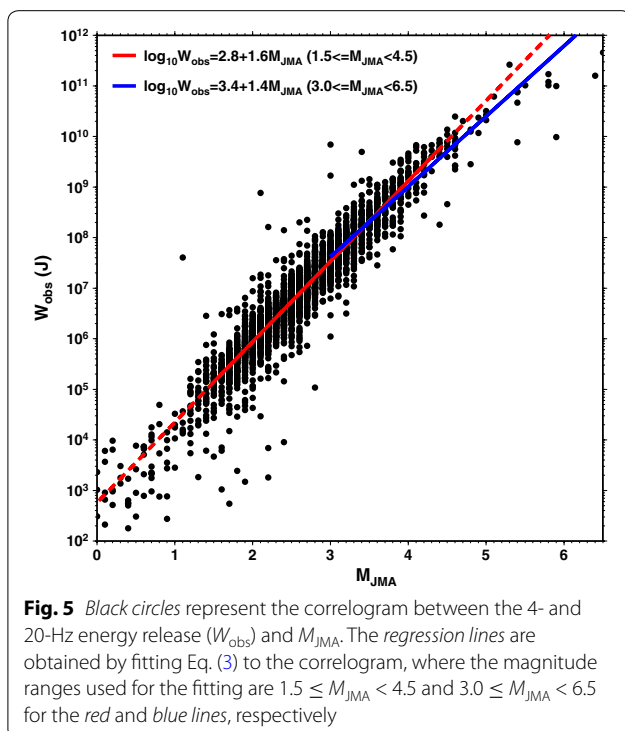 10¹²
10¹¹
10¹⁰
10⁹
10⁸
10⁷
10⁶
10⁵
10⁴
10³
10²
W_obs (J)
log₁₀W_obs=2.8+1.6M_JMA (1.5<=M_JMA<4.5)
log₁₀W_obs=3.4+1.4M_JMA (3.0<=M_JMA<6.5)
0 1 2 3 4 5 6
M_JMA
Fig. 5 Black circles represent the correlogram between the 4- and
20-Hz energy release (W_obs) and M_JMA. The regression lines are
obtained by fitting Eq. (3) to the correlogram, where the magnitude
ranges used for the fitting are 1.5 ≤ M_JMA < 4.5 and 3.0 ≤ M_JMA < 6.5
for the red and blue lines, respectively